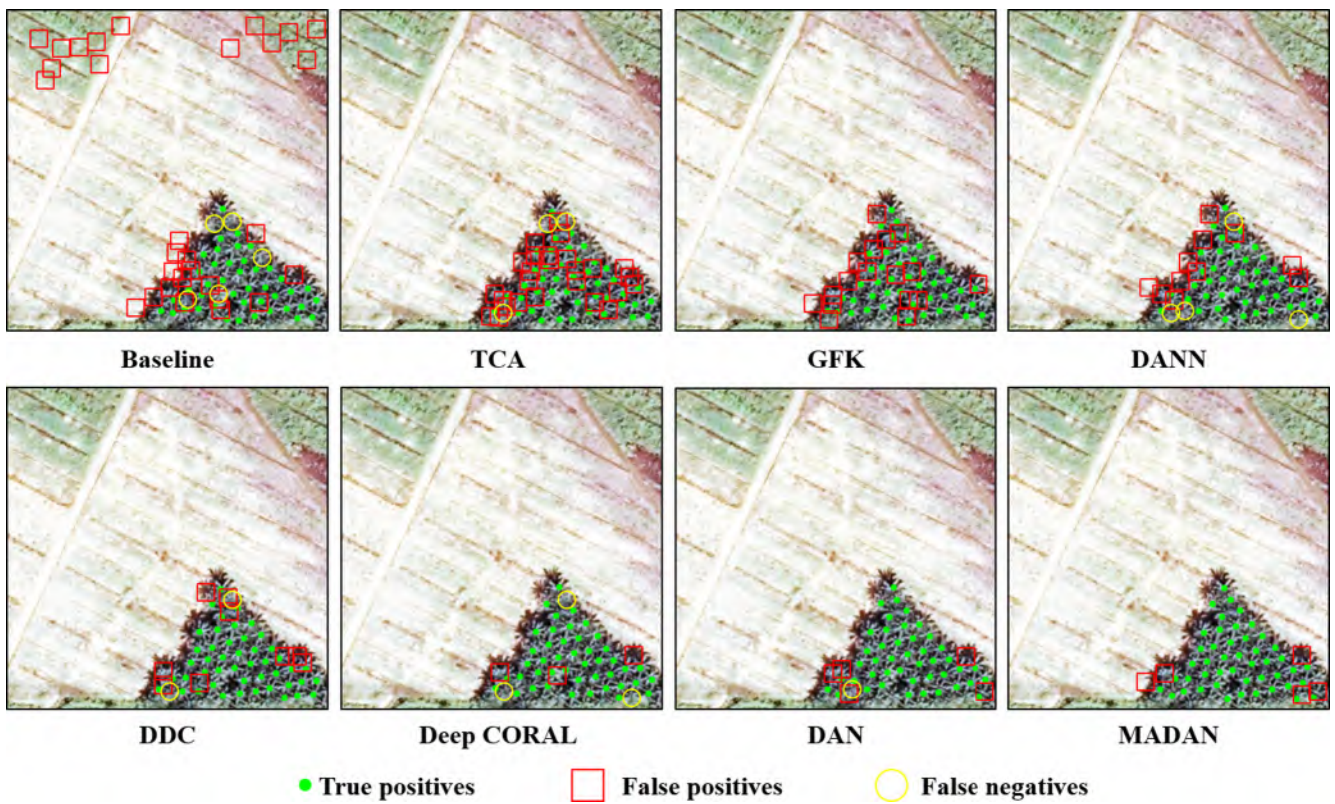 Baseline TCA GFK DANN
DDC Deep CORAL DAN MADAN
True positives False positives False negatives